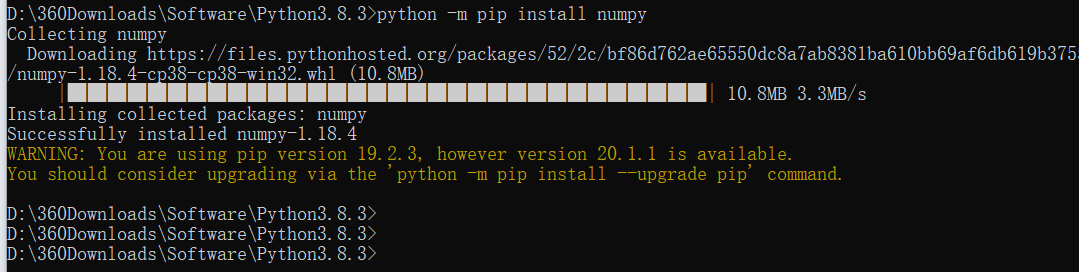 D:\360Downloads\Software\Python3.8.3>python -m pip install numpy
Collecting numpy
  Downloading https://files.pythonhosted.org/packages/52/2c/bf86d762ae65550dc8a7ab8381ba610bb69af6db619b375
/numpy-1.18.4-cp38-cp38-win32.whl (10.8MB)
10.8MB 3.3MB/s
Installing collected packages: numpy
Successfully installed numpy-1.18.4
WARNING: You are using pip version 19.2.3, however version 20.1.1 is available.
You should consider upgrading via the 'python -m pip install --upgrade pip' command.
D:\360Downloads\Software\Python3.8.3>
D:\360Downloads\Software\Python3.8.3>
D:\360Downloads\Software\Python3.8.3>